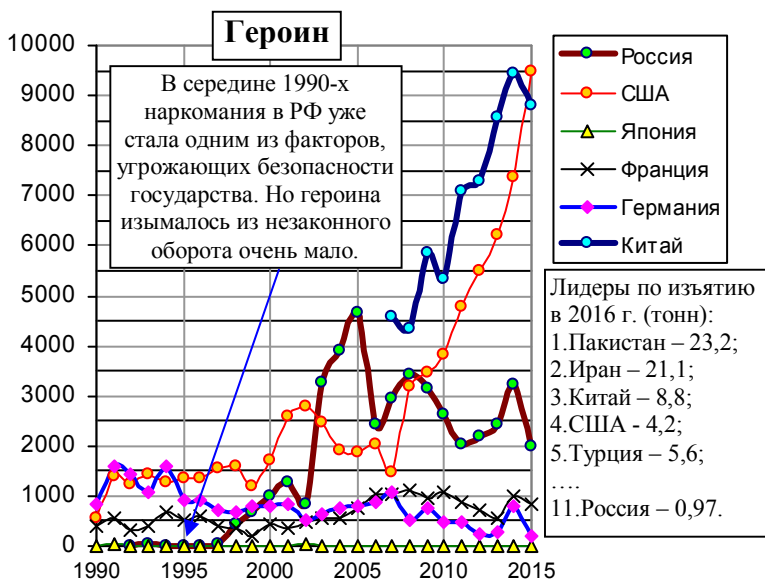 Героин
10000
9000
8000
7000
6000
5000
4000
3000
2000
1000
0
1990
1995
2000
2005
2010
2015
В середине 1990-х
наркомания в РФ уже
стала одним из факторов,
угрожающих безопасности
государства. Но героина
изымалось из незаконного
оборота очень мало.
Россия
США
Япония
Франция
Германия
Китай
Лидеры по изъятию
в 2016 г. (тонн):
1.Пакистан – 23,2;
2.Иран – 21,1;
3.Китай – 8,8;
4.США - 4,2;
5.Турция – 5,6;
….
11.Россия – 0,97.